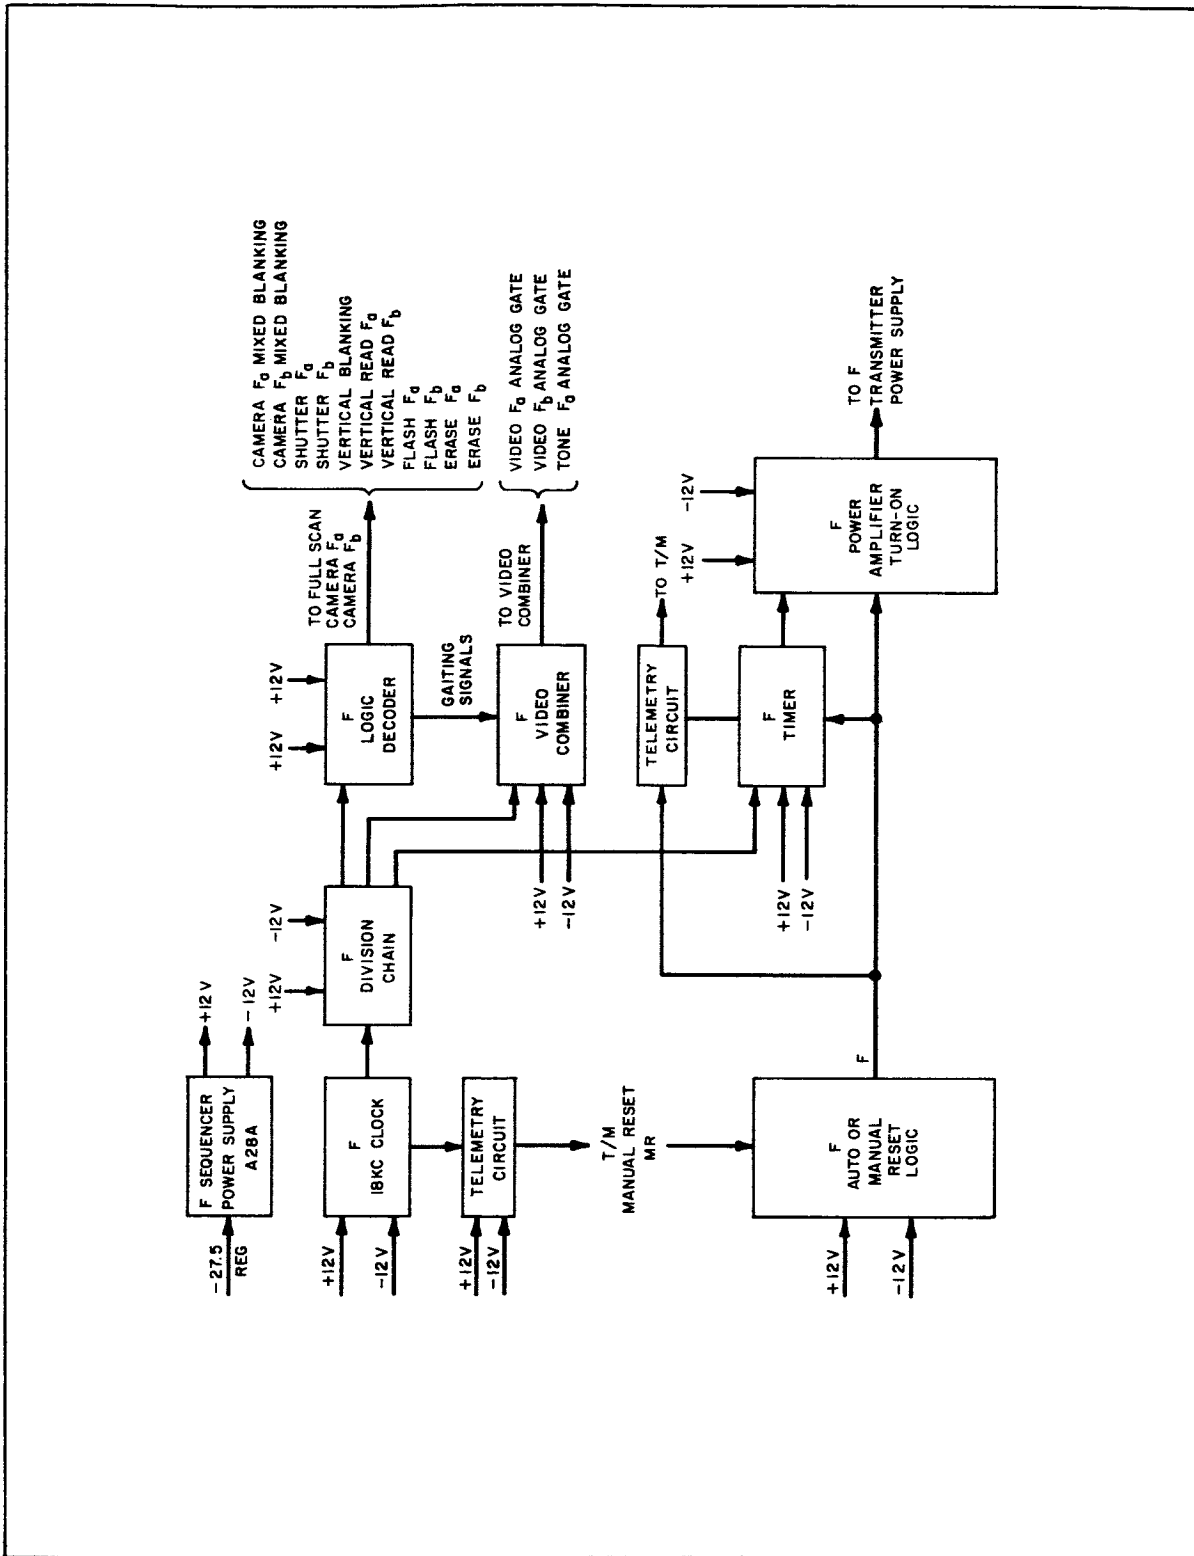 F SEQUENCER
POWER SUPPLY
A28A
-27.5
REG
+12V
-12V
F
18KC CLOCK
+12V
-12V
TELEMETRY
CIRCUIT
+12V
-12V
T/M
MANUAL RESET
MR
F
AUTO OR
MANUAL
RESET
LOGIC
+12V
-12V
F
F
DIVISION
CHAIN
+12V
-12V
F
LOGIC
DECODER
+12V
+12V
TO FULL SCAN
CAMERA Fa
CAMERA Fb
CAMERA Fa MIXED BLANKING
CAMERA Fb MIXED BLANKING
SHUTTER Fa
SHUTTER Fb
VERTICAL BLANKING
VERTICAL READ Fa
VERTICAL READ Fb
FLASH Fa
FLASH Fb
ERASE Fa
ERASE Fb
GAITING
SIGNALS
F
VIDEO
COMBINER
+12V
-12V
TO VIDEO
COMBINER
VIDEO Fa ANALOG GATE
VIDEO Fb ANALOG GATE
TONE Fa ANALOG GATE
TELEMETRY
CIRCUIT
TO T/M
F
TIMER
+12V
-12V
F
POWER
AMPLIFIER
TURN-ON
LOGIC
+12V
-12V
TO F
TRANSMITTER
POWER SUPPLY